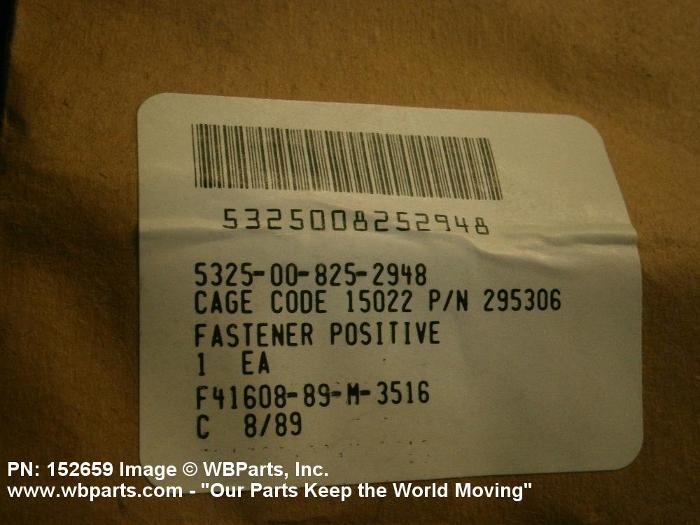 5325008252948
5325-00-825-2948
CAGE CODE 15022 P/N 295306
FASTENER POSITIVE
1 EA
F41608-89-M-3516
C 8/89
PN: 152659 Image © WBParts, Inc.
www.wbparts.com - "Our Parts Keep the World Moving"